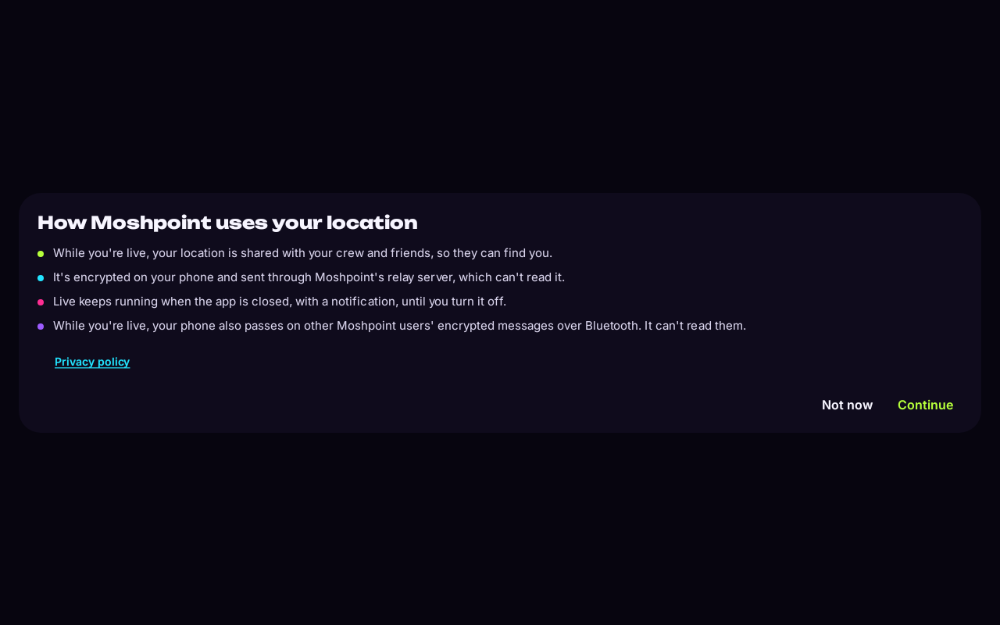 How Moshpoint uses your location
While you're live, your location is shared with your crew and friends, so they can find you.
It's encrypted on your phone and sent through Moshpoint's relay server, which can't read it.
Live keeps running when the app is closed, with a notification, until you turn it off.
While you're live, your phone also passes on other Moshpoint users' encrypted messages over Bluetooth. It can't read them.
Privacy policy
Not now Continue